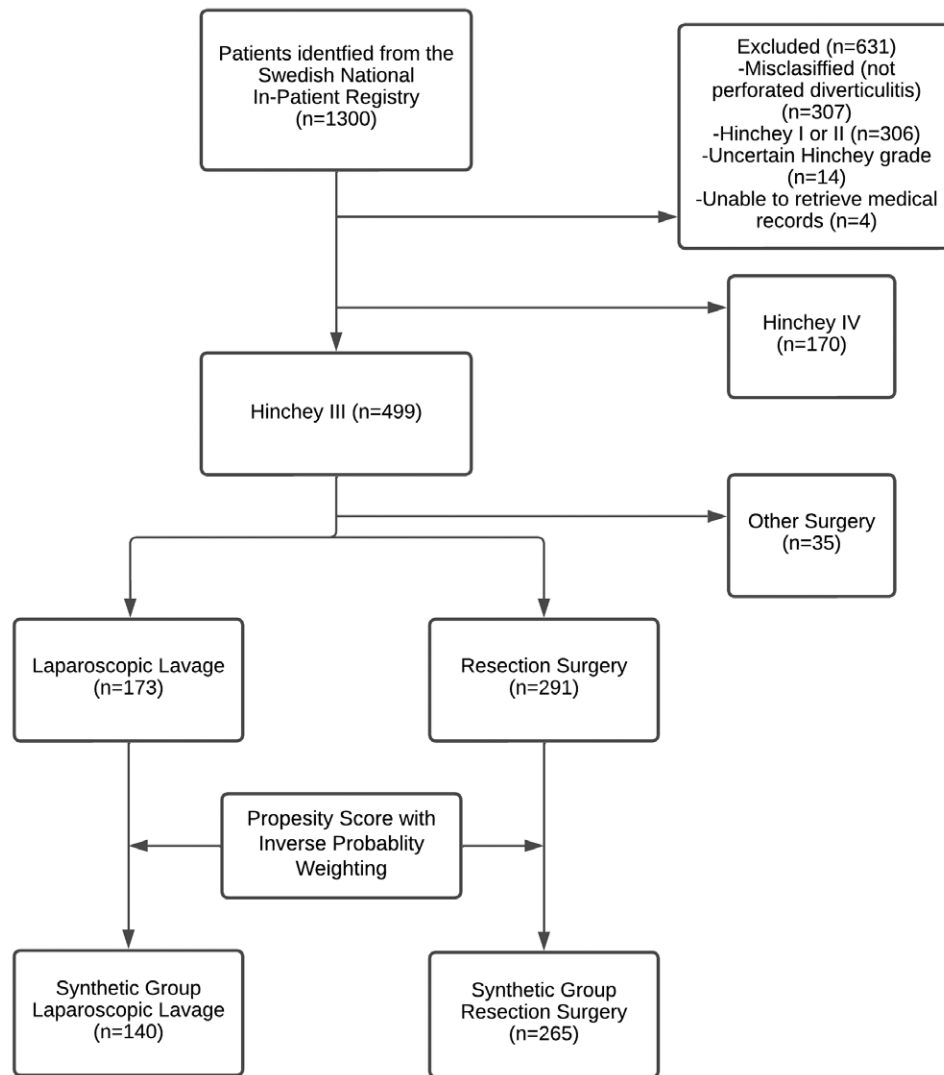 Patients identfied from the
Swedish National
In-Patient Registry
(n=1300)
Excluded (n=631)
-Misclasiffied (not
perforated diverticulitis)
(n=307)
-Hinchey I or II (n=306)
-Uncertain Hinchey grade
(n=14)
-Unable to retrieve medical
records (n=4)
Hinchey IV
(n=170)
Hinchey III (n=499)
Other Surgery
(n=35)
Laparoscopic Lavage
(n=173)
Resection Surgery
(n=291)
Propesity Score with
Inverse Probablity
Weighting
Synthetic Group
Laparoscopic Lavage
(n=140)
Synthetic Group
Resection Surgery
(n=265)